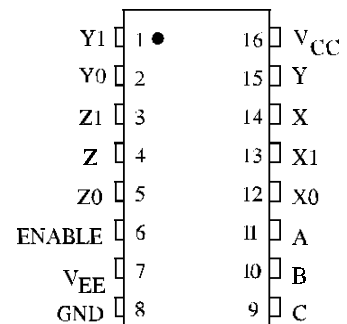 Y1 1 16 VCC
Y0 2 15 Y
Z1 3 14 X
Z 4 13 X1
Z0 5 12 X0
ENABLE 6 11 A
VEE 7 10 B
GND 8 9 C